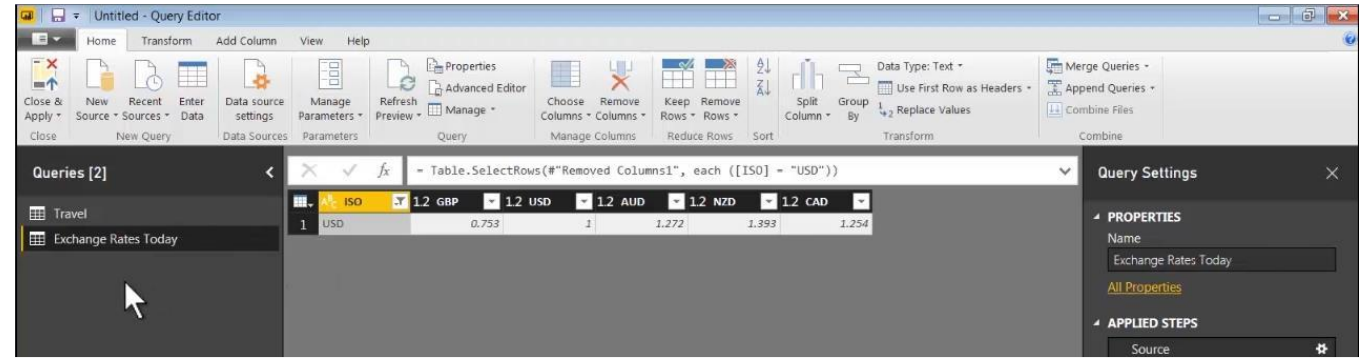 Untitled - Query Editor
Home Transform Add Column View Help
Close & Apply
New Source
Recent Sources
Enter Data
Data source settings
Manage Parameters
Refresh Preview
Properties
Advanced Editor
Manage
Choose Columns
Remove Columns
Keep Rows
Remove Rows
Split Column
Group By
Data Type: Text
Use First Row as Headers
Replace Values
Merge Queries
Append Queries
Combine Files
Close New Query Data Sources Parameters Query Manage Columns Reduce Rows Sort Transform Combine
Queries [2]
Travel
Exchange Rates Today
fx = Table.SelectRows(#"Removed Columns1", each ([ISO] = "USD"))
ABC ISO 1.2 GBP 1.2 USD 1.2 AUD 1.2 NZD 1.2 CAD
1 USD 0.753 1 1.272 1.393 1.254
Query Settings
PROPERTIES
Name
Exchange Rates Today
All Properties
APPLIED STEPS
Source